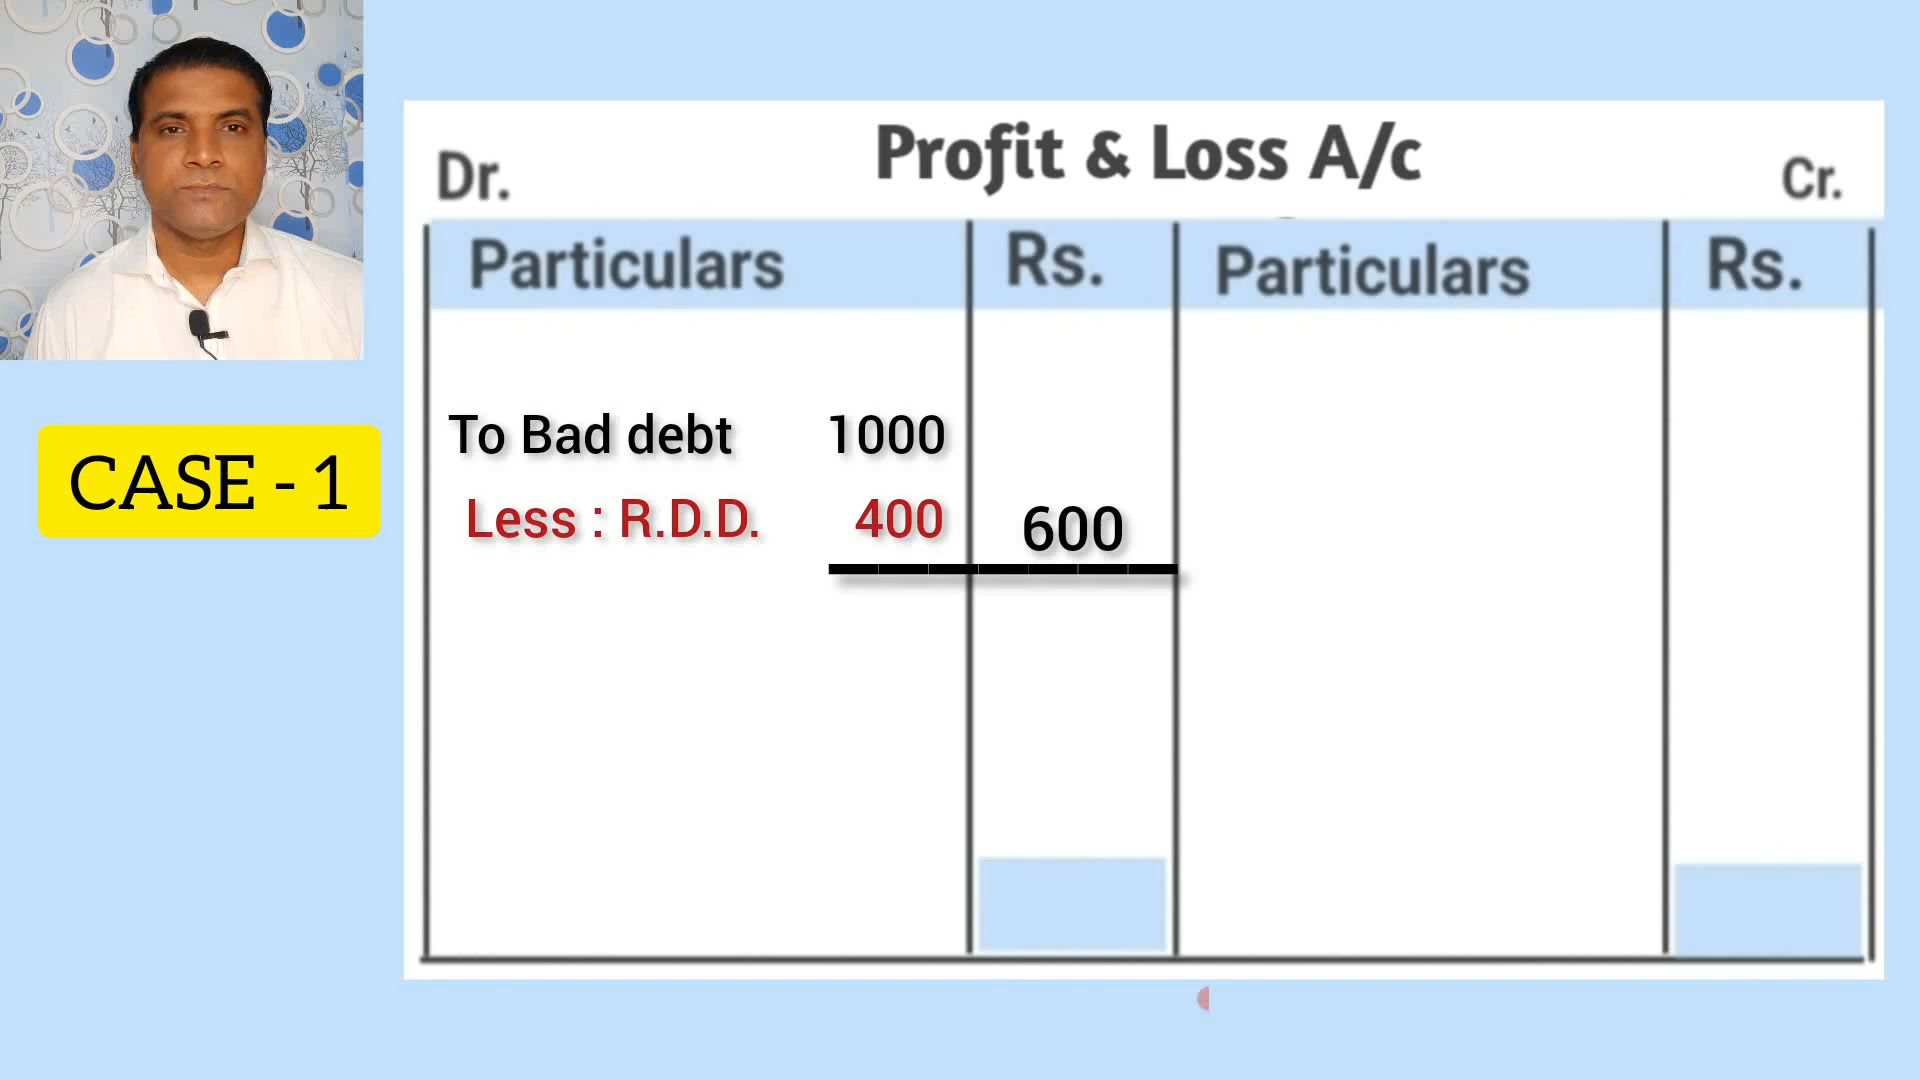 Profit & Loss A/c
Dr. Cr.
Particulars Rs. Particulars Rs.
To Bad debt 1000
Less : R.D.D. 400 600
CASE - 1